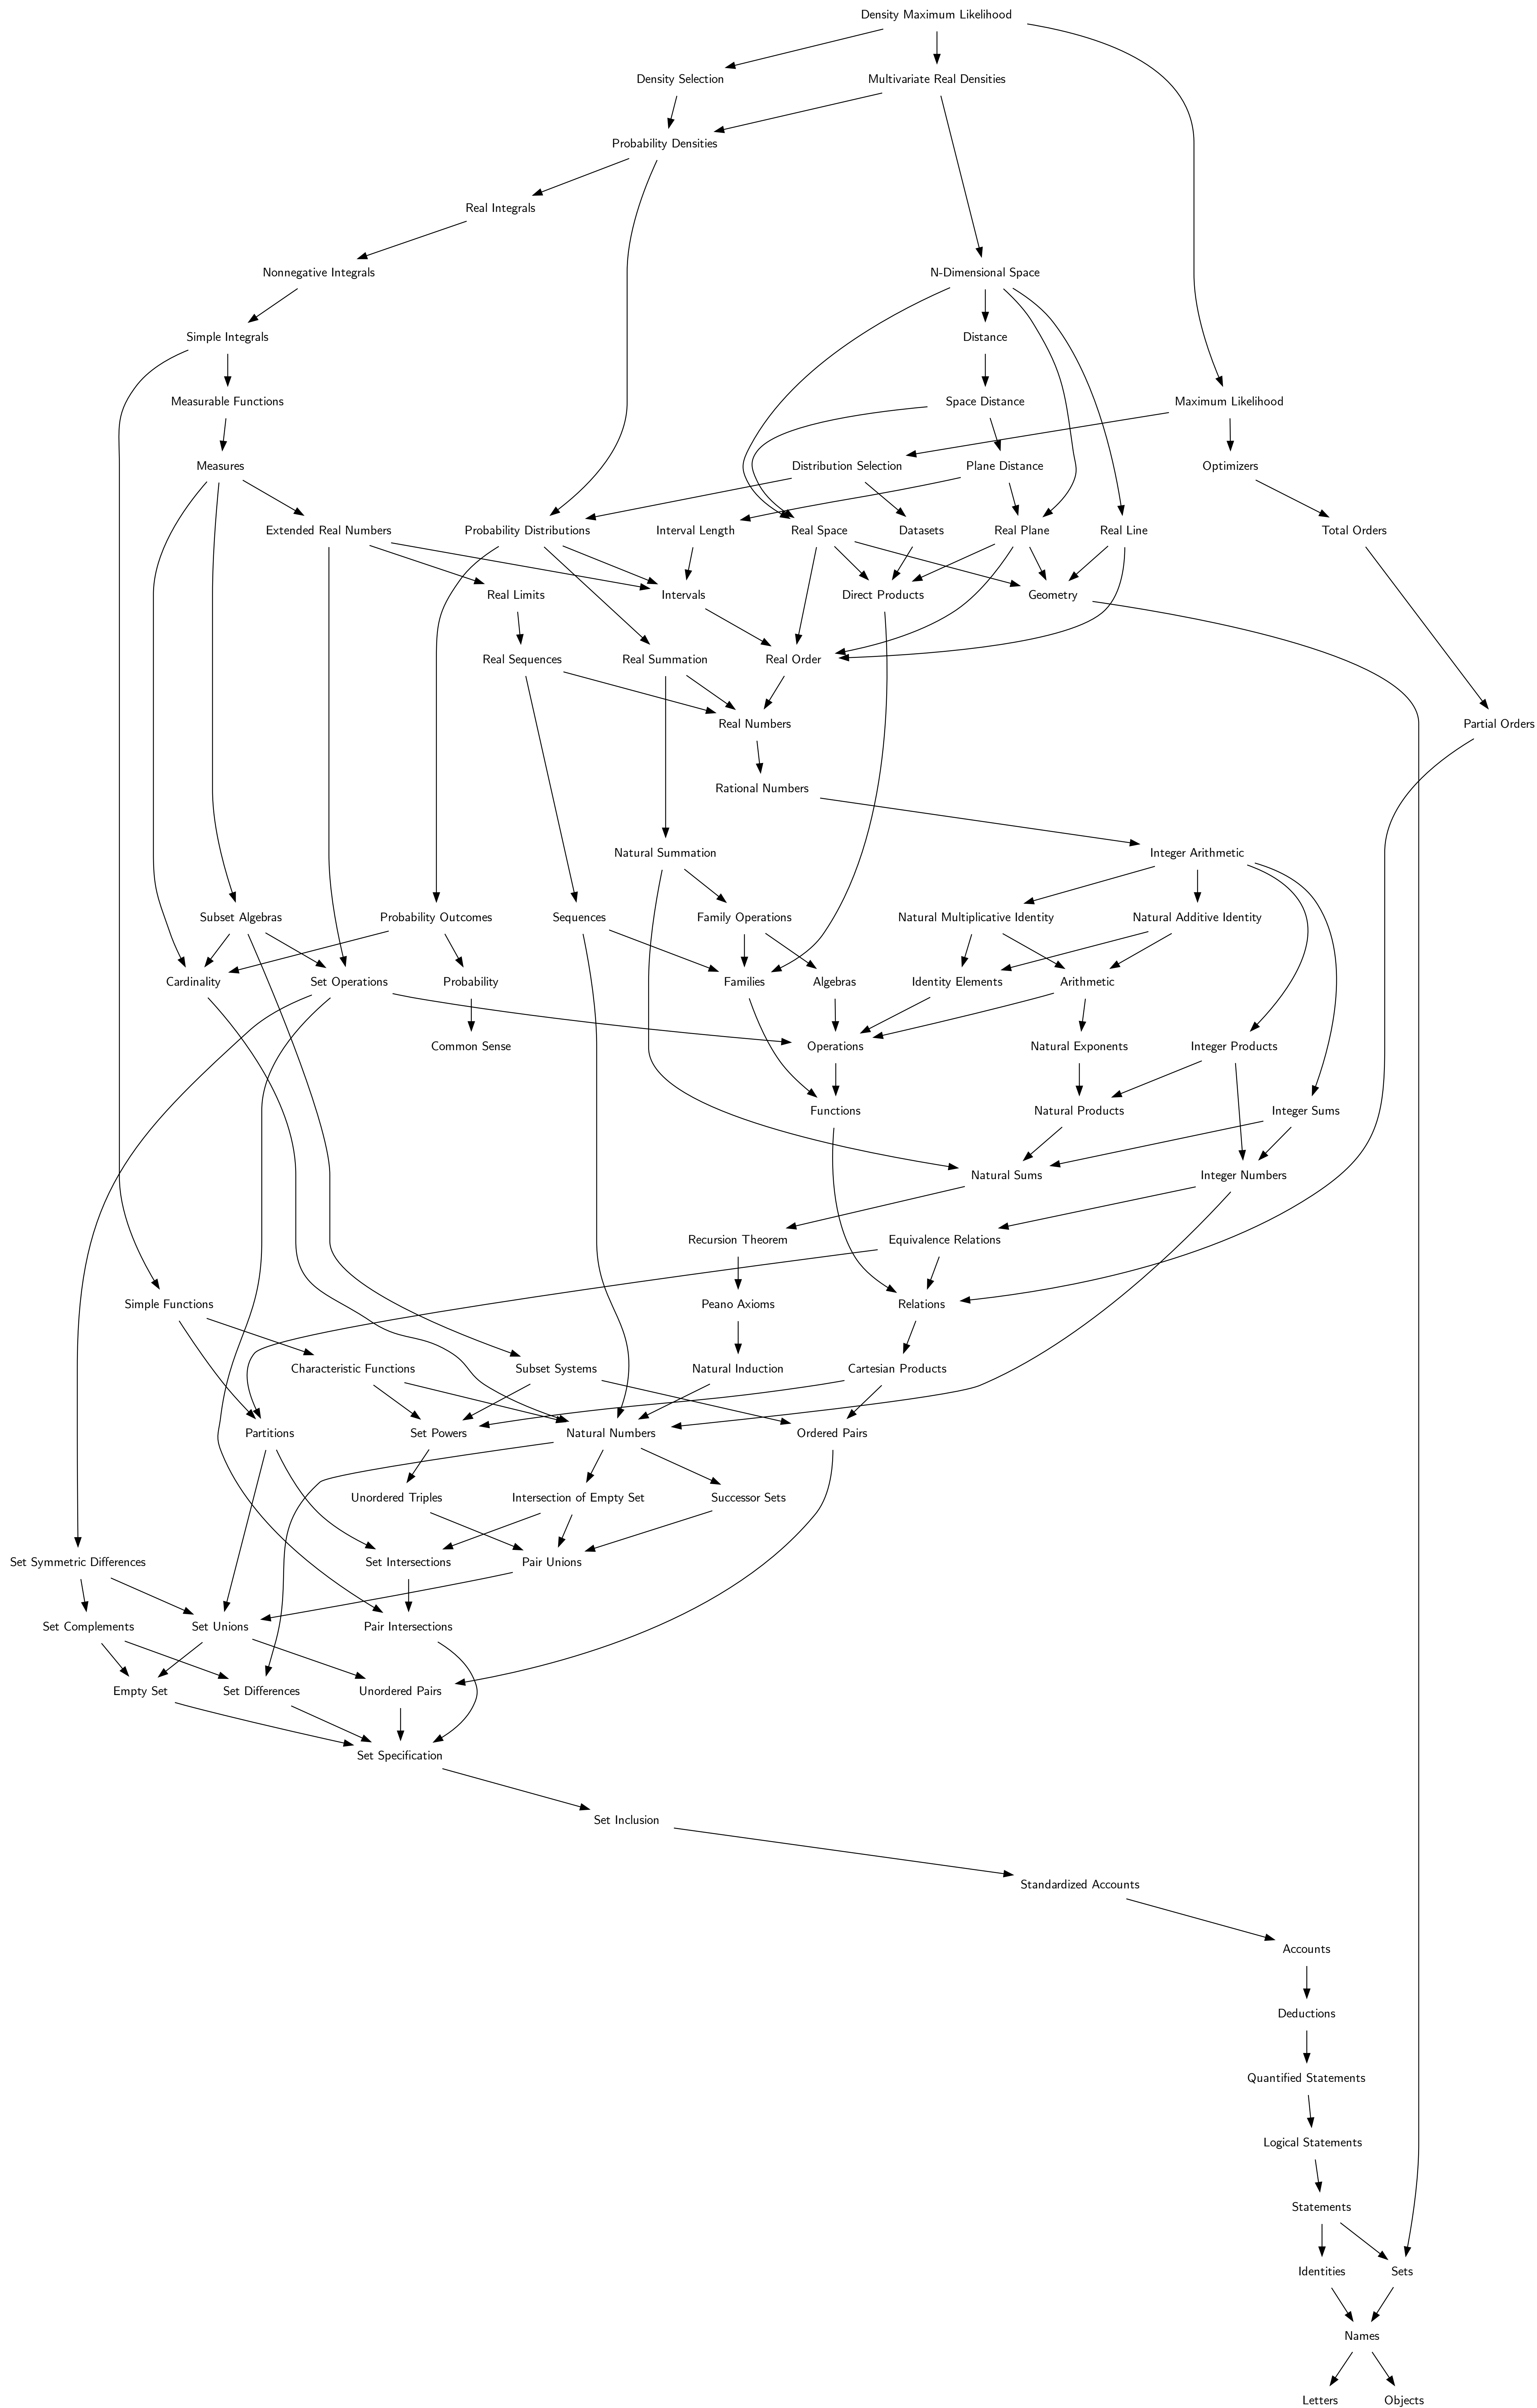 Density Maximum Likelihood
Density Selection
Multivariate Real Densities
Probability Densities
Real Integrals
Nonnegative Integrals
N-Dimensional Space
Simple Integrals
Distance
Measurable Functions
Space Distance
Maximum Likelihood
Measures
Distribution Selection
Plane Distance
Optimizers
Extended Real Numbers
Probability Distributions
Interval Length
Real Space
Datasets
Real Plane
Real Line
Total Orders
Real Limits
Intervals
Direct Products
Geometry
Real Sequences
Real Summation
Real Order
Real Numbers
Partial Orders
Rational Numbers
Natural Summation
Integer Arithmetic
Subset Algebras
Probability Outcomes
Sequences
Family Operations
Natural Multiplicative Identity
Natural Additive Identity
Cardinality
Set Operations
Probability
Families
Algebras
Identity Elements
Arithmetic
Common Sense
Operations
Natural Exponents
Integer Products
Functions
Natural Products
Integer Sums
Natural Sums
Integer Numbers
Recursion Theorem
Equivalence Relations
Simple Functions
Peano Axioms
Relations
Characteristic Functions
Subset Systems
Natural Induction
Cartesian Products
Partitions
Set Powers
Natural Numbers
Ordered Pairs
Unordered Triples
Intersection of Empty Set
Successor Sets
Set Symmetric Differences
Set Intersections
Pair Unions
Set Complements
Set Unions
Pair Intersections
Empty Set
Set Differences
Unordered Pairs
Set Specification
Set Inclusion
Standardized Accounts
Accounts
Deductions
Quantified Statements
Logical Statements
Statements
Identities
Sets
Names
Letters
Objects